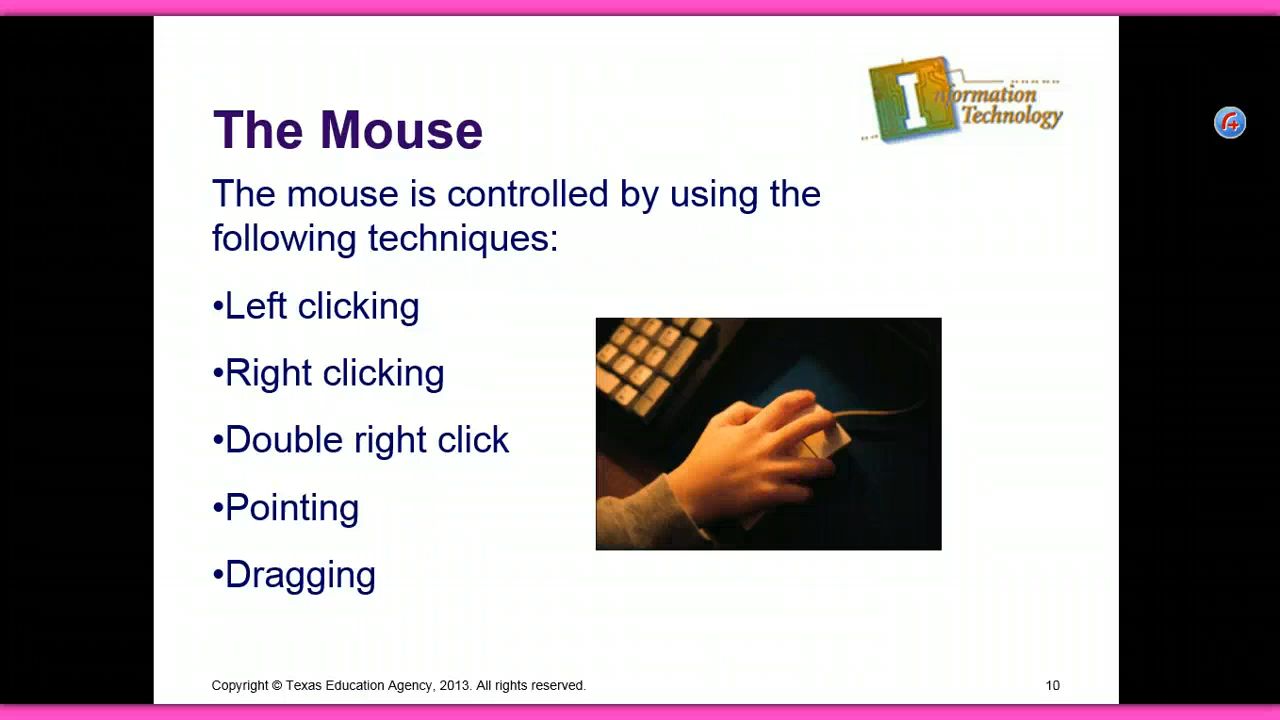 Information
Technology
The Mouse
The mouse is controlled by using the
following techniques:
•Left clicking
•Right clicking
•Double right click
•Pointing
•Dragging
Copyright © Texas Education Agency, 2013. All rights reserved.
10